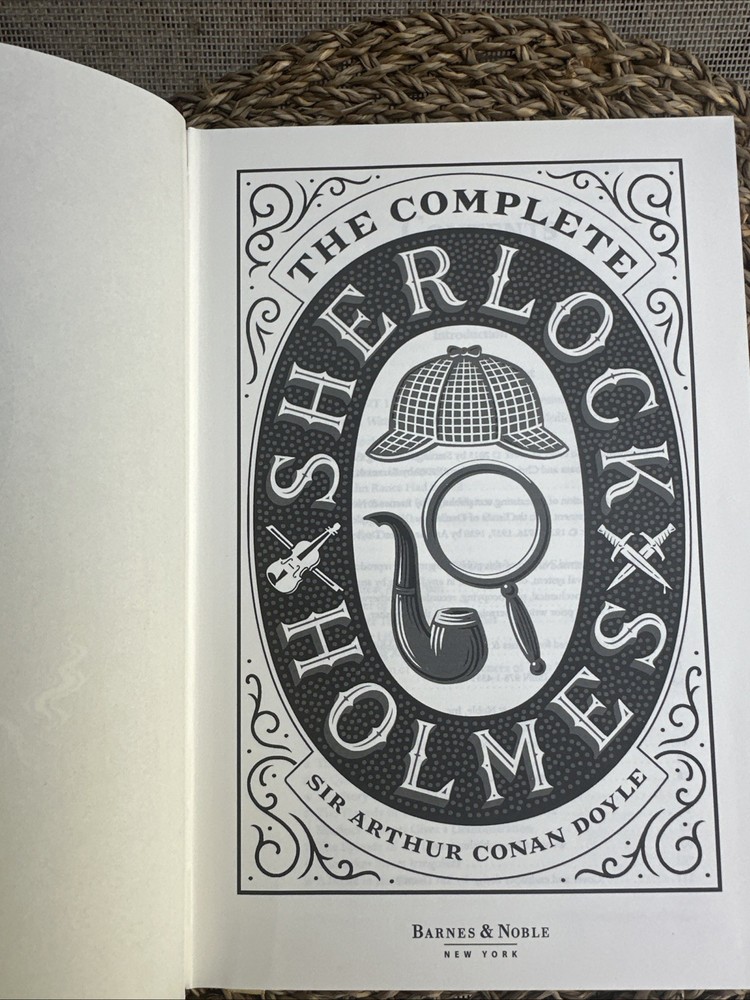 THE COMPLETE
SHERLOCK
HOLMES
SIR ARTHUR CONAN DOYLE
BARNES & NOBLE
NEW YORK